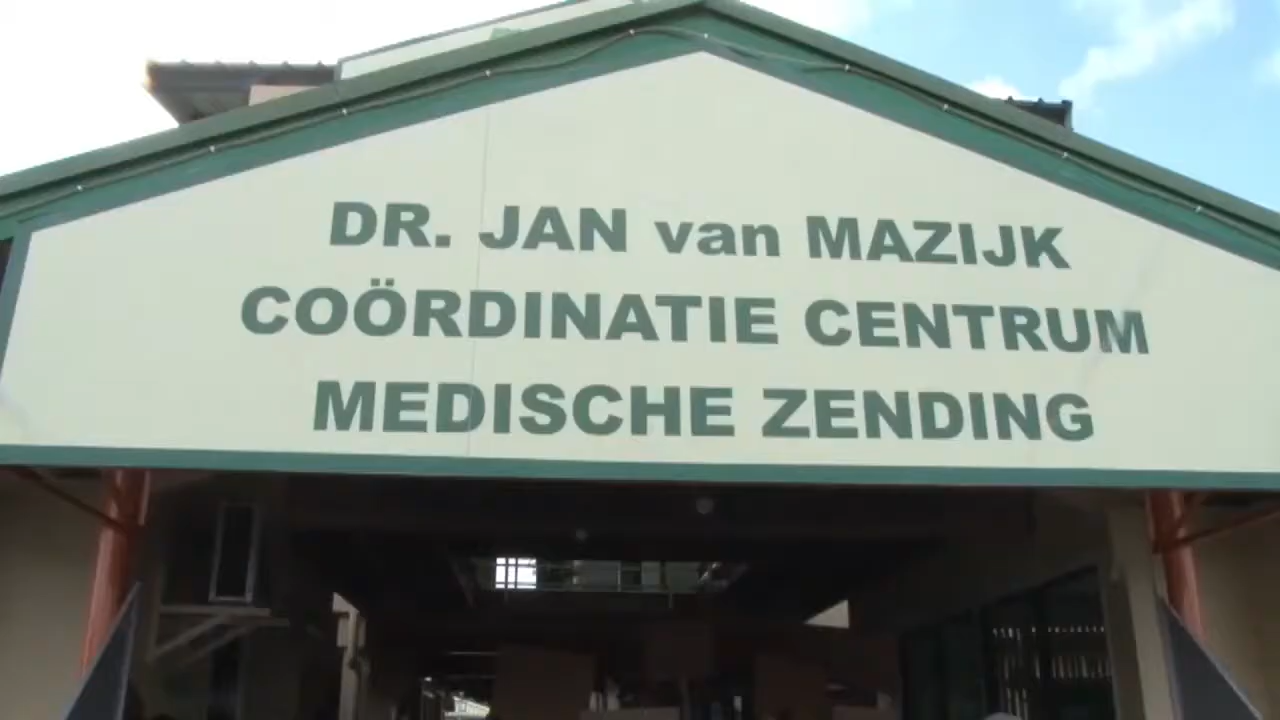 DR. JAN van MAZIJK
COÖRDINATIE CENTRUM
MEDISCHE ZENDING